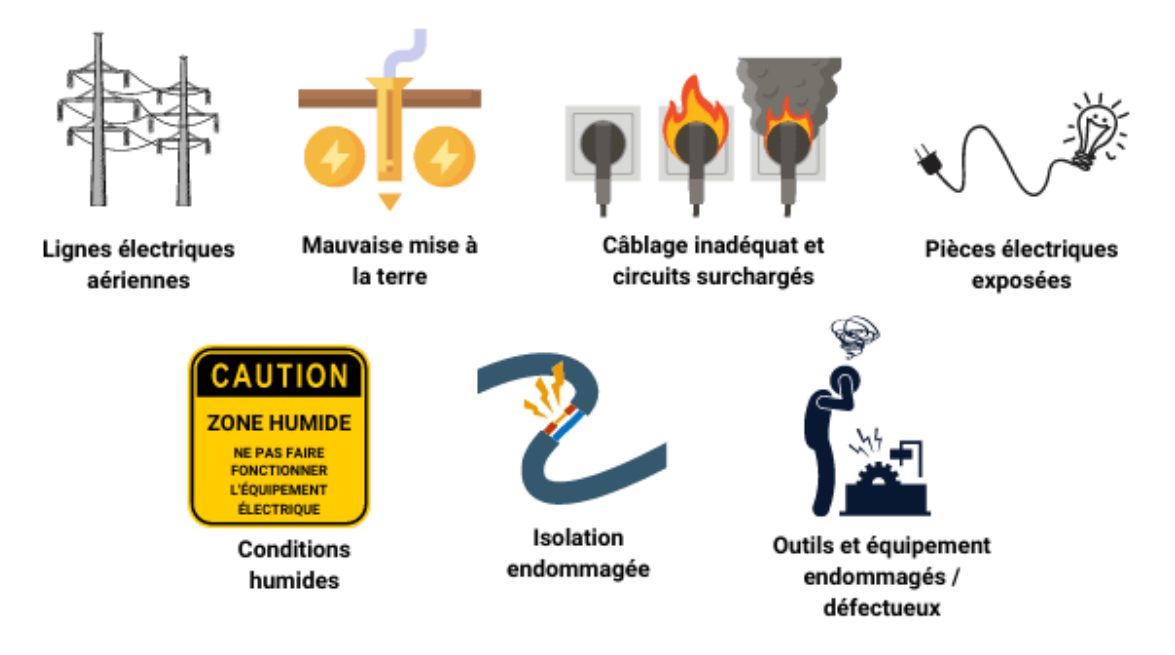 Lignes électriques
aériennes
Mauvaise mise à
la terre
Câblage inadéquat et
circuits surchargés
Pièces électriques
exposées
CAUTION
ZONE HUMIDE
NE PAS FAIRE
FONCTIONNER
L'ÉQUIPEMENT
ÉLECTRIQUE
Conditions
humides
Isolation
endommagée
Outils et équipement
endommagés /
défectueux